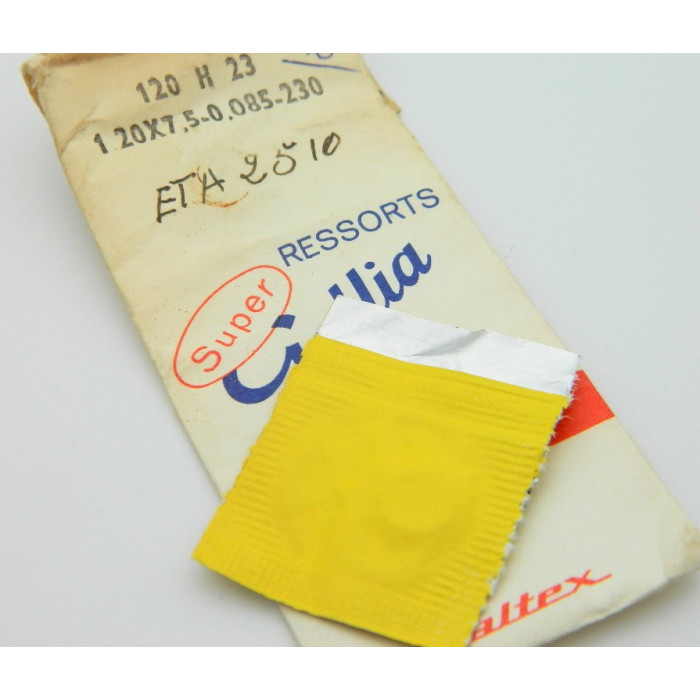 120 H 23
1.20X7,5-0,085-230
ETA 2510
RESSORTS
Super
altex